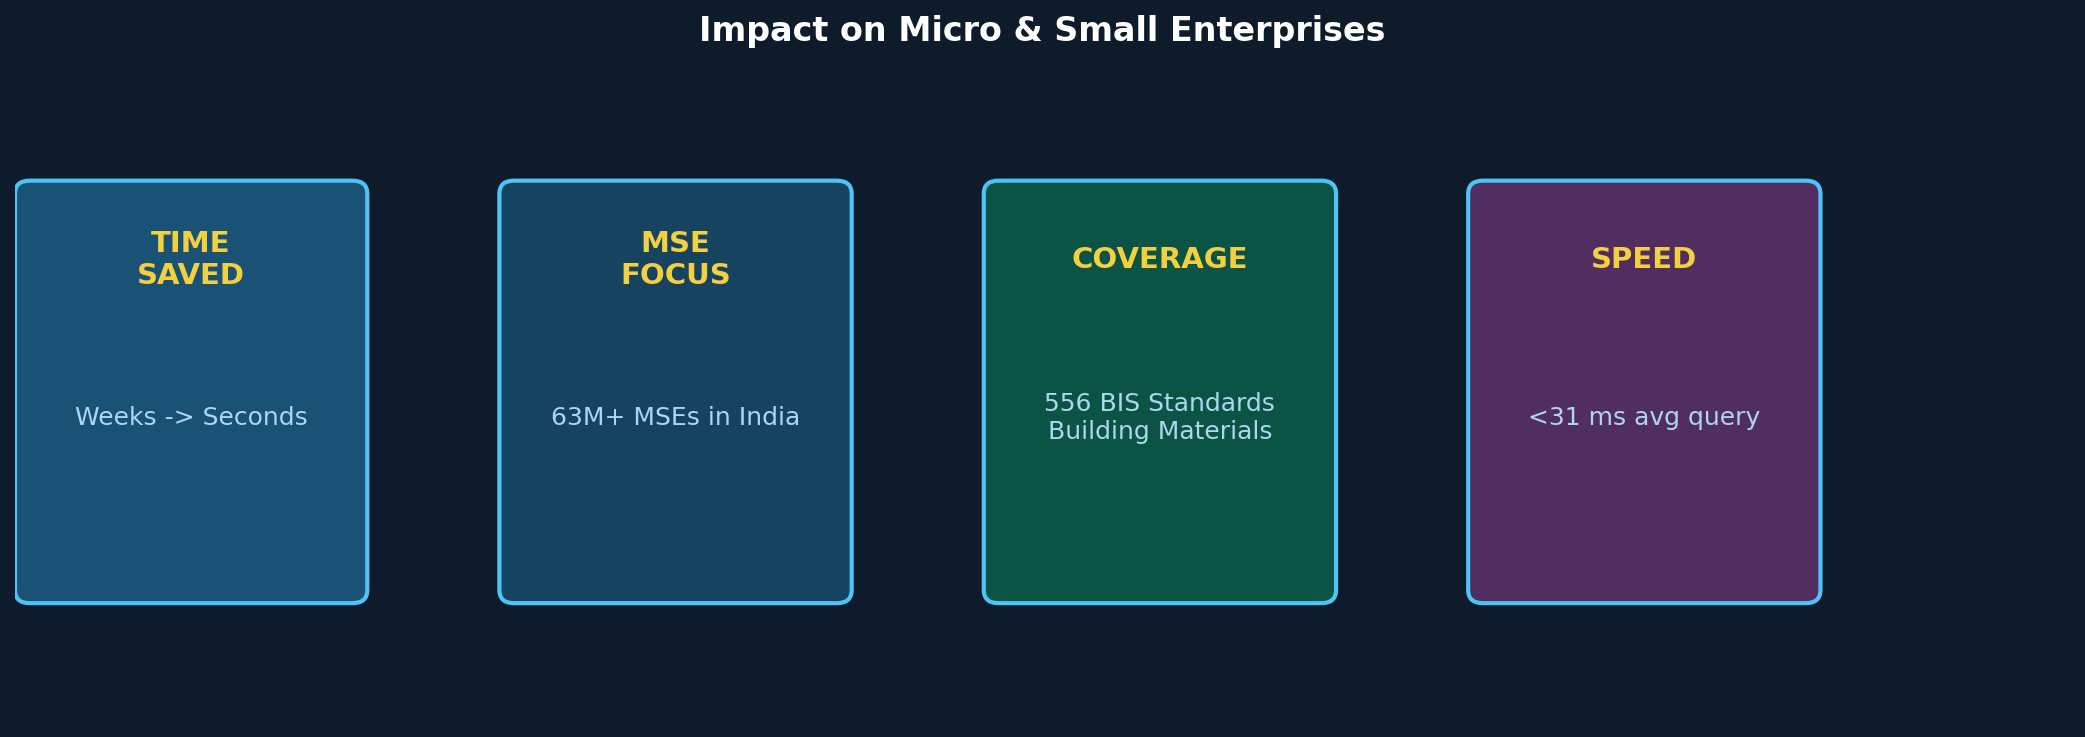 Impact on Micro & Small Enterprises
TIME
SAVED
Weeks -> Seconds
MSE
FOCUS
63M+ MSEs in India
COVERAGE
556 BIS Standards
Building Materials
SPEED
<31 ms avg query